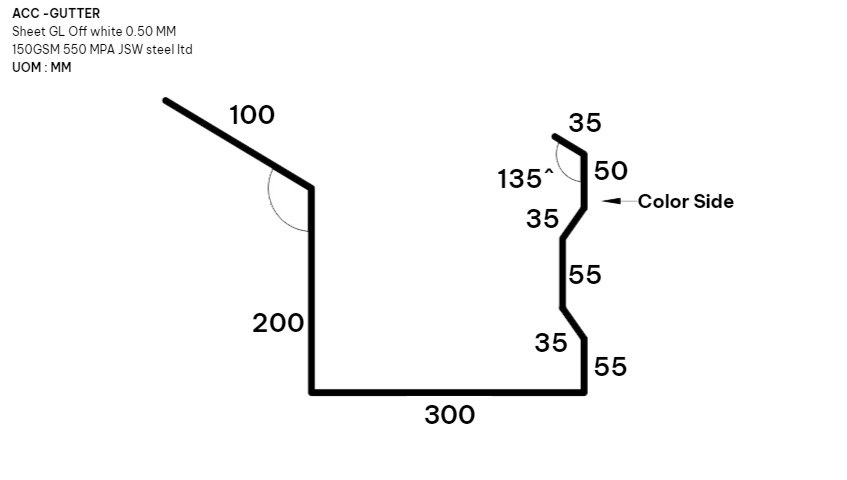 ACC -GUTTER
Sheet GL Off white 0.50 MM
150GSM 550 MPA JSW steel ltd
UOM : MM
100
35
135^
50
Color Side
35
55
200
35
55
300